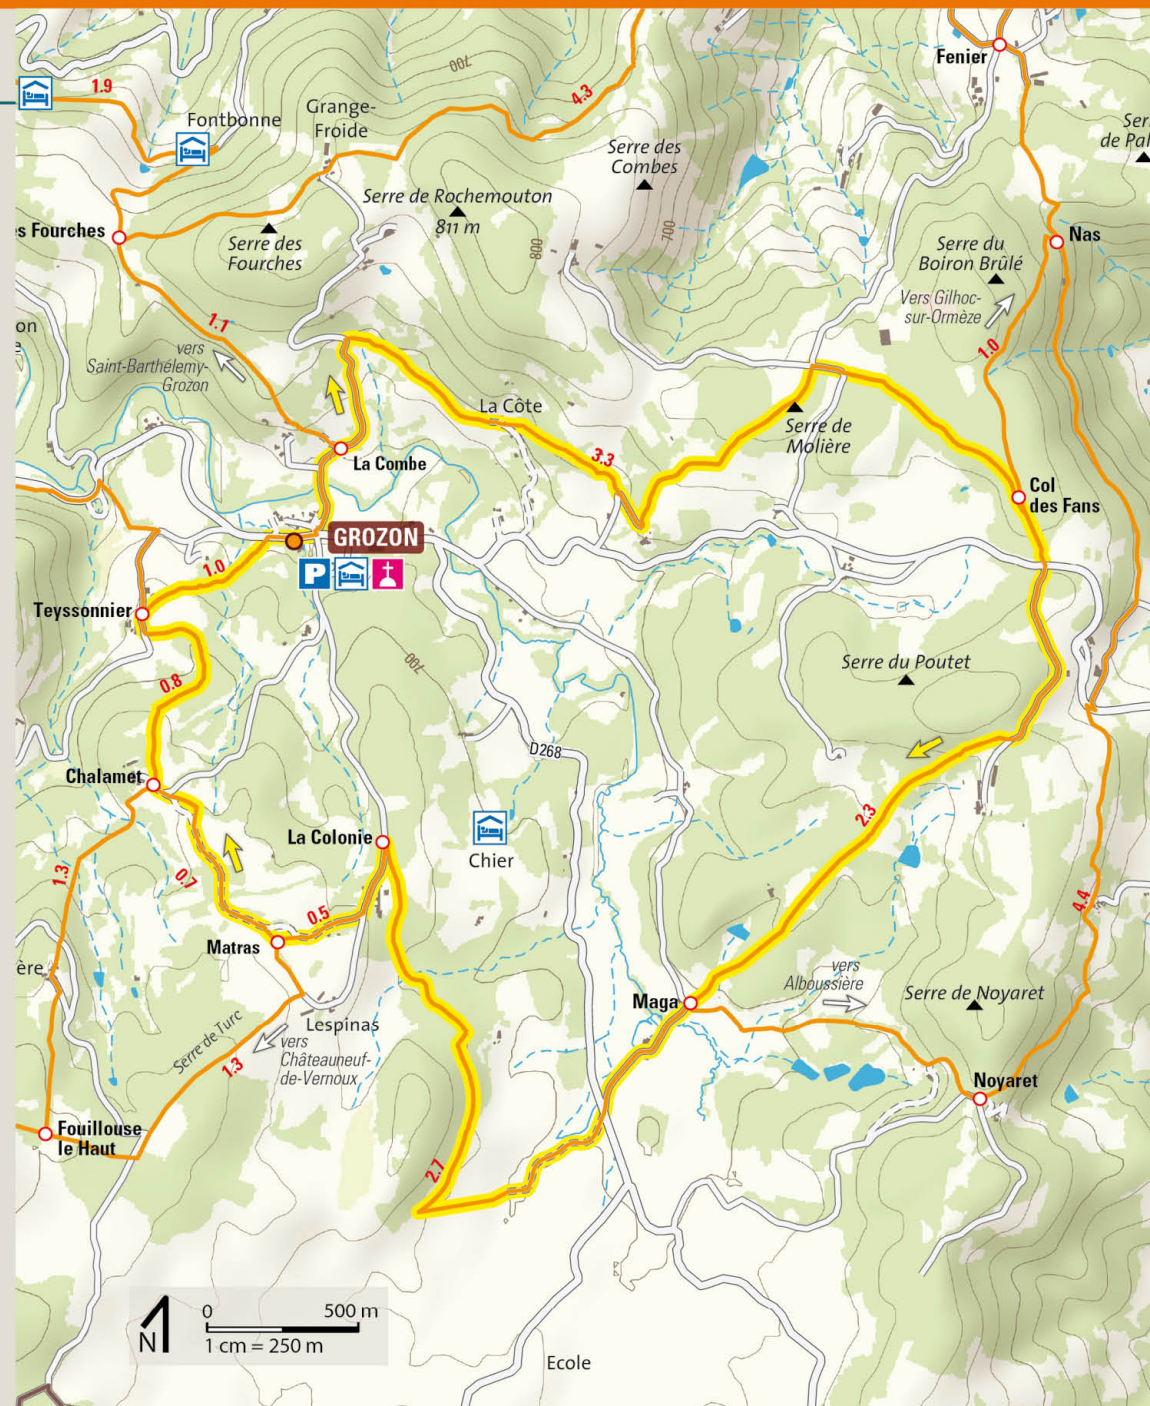 1.9
Fontbonne
Grange-
Froide
700
4.3
Fenier
Serre des
Combes
Serre de Rochemouton
811 m
800
700
es Fourches
Serre des
Fourches
Nas
Serre du
Boiron Brûlé
Vers Gilhoc-
sur-Ormèze
1.0
1.1
vers
Saint-Barthélemy-
Grozon
La Côte
3.3
Serre de
Molière
La Combe
Col
des Fans
GROZON
P
1.0
Teyssonnier
700
Serre du Poutet
0.8
D268
Chalamet
2.3
La Colonie
Chier
1.3
0.7
0.5
4.4
Matras
ère
vers
Alboussière
Maga
Serre de Noyaret
Serre de Turc
Lespinas
vers
Châteauneuf-
de-Vernoux
1.3
Noyaret
Fouillouse
le Haut
2.7
N
0 500 m
1 cm = 250 m
Ecole